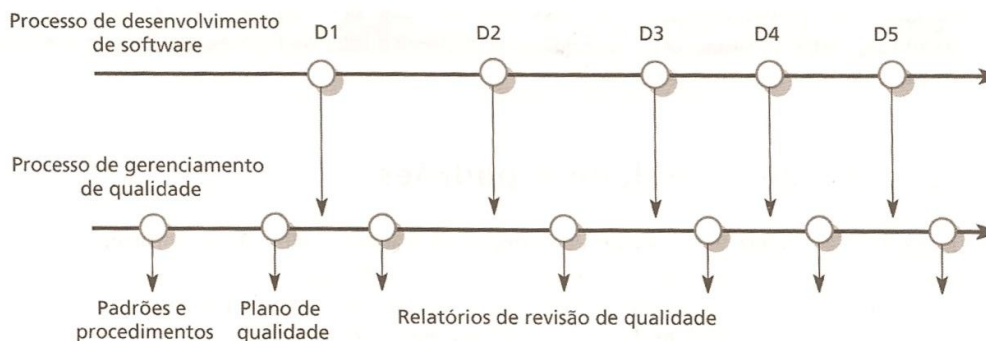 Processo de desenvolvimento
de software
D1
D2
D3
D4
D5
Processo de gerenciamento
de qualidade
Padrões e
procedimentos
Plano de
qualidade
Relatórios de revisão de qualidade